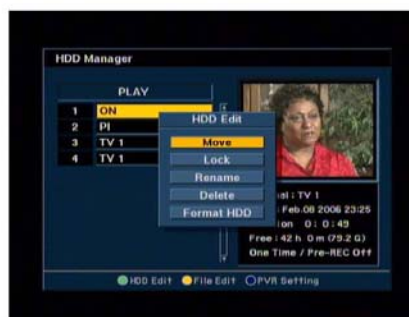 HDD Manager
PLAY
1 ON
2 PI
3 TV 1
4 TV 1
HDD Edit
Move
Lock
Rename
Delete
Format HDD
: TV 1
: Feb.08 2006 23:25
: 0: 0:49
Free : 42 h 0 m (79.2 G)
One Time / Pre-REC Off
HDD Edit File Edit PVR Setting